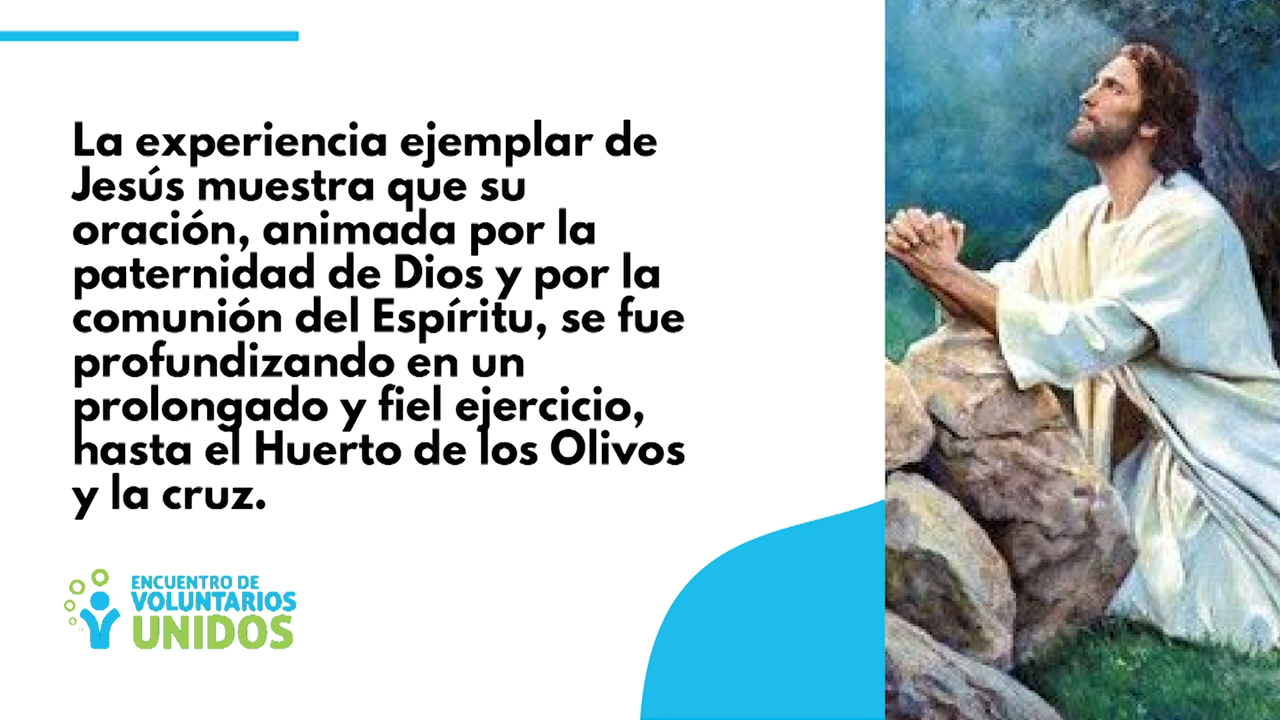 La experiencia ejemplar de
Jesús muestra que su
oración, animada por la
paternidad de Dios y por la
comunión del Espíritu, se fue
profundizando en un
prolongado y fiel ejercicio,
hasta el Huerto de los Olivos
y la cruz.
ENCUENTRO DE
VOLUNTARIOS
UNIDOS